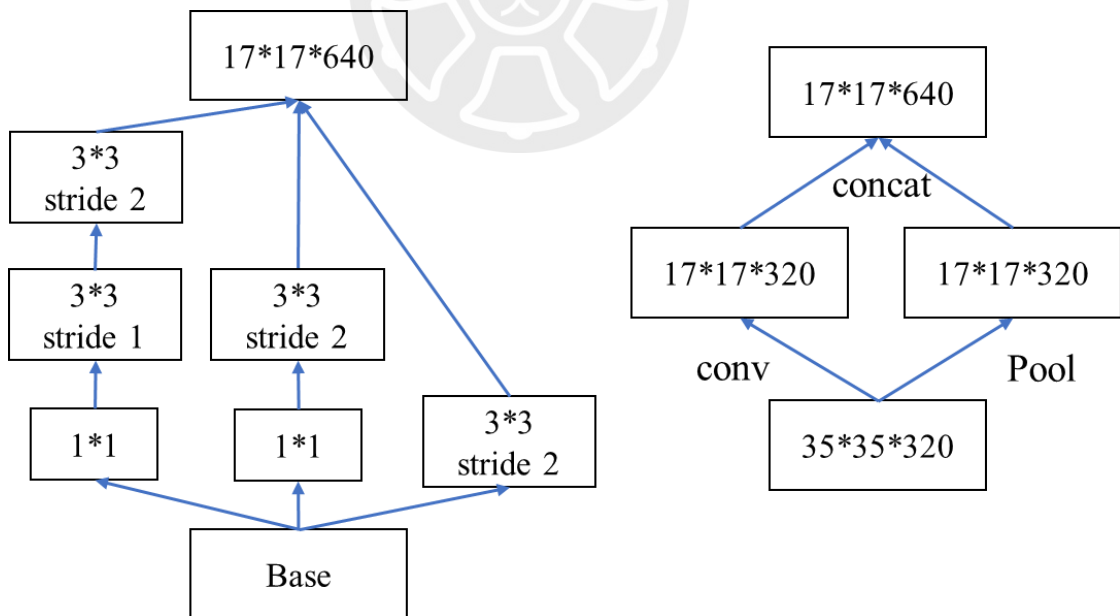 17*17*640
3*3
stride 2
3*3
stride 1
3*3
stride 2
1*1
1*1
3*3
stride 2
Base
17*17*640
concat
17*17*320
17*17*320
conv
Pool
35*35*320